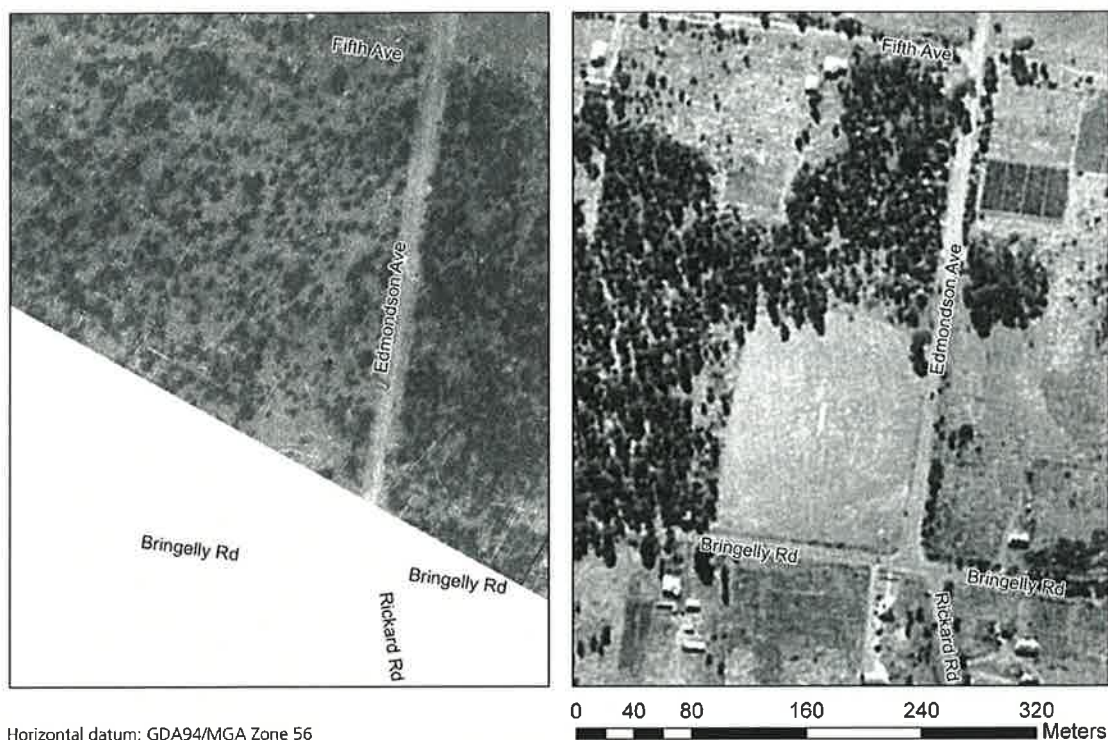 Fifth Ave
Edmondson Ave
Bringelly Rd
Bringelly Rd
Rickard Rd
Fifth Ave
Edmondson Ave
Bringelly Rd
Bringelly Rd
Rickard Rd
Horizontal datum: GDA94/MGA Zone 56
0 40 80 160 240 320
Meters